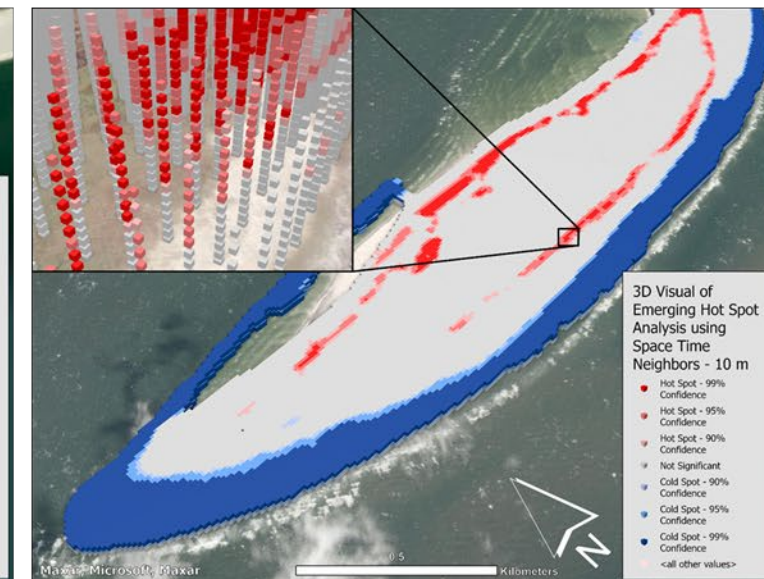 3D Visual of
Emerging Hot Spot
Analysis using
Space Time
Neighbors - 10 m
Hot Spot - 99%
Confidence
Hot Spot - 95%
Confidence
Hot Spot - 90%
Confidence
Not Significant
Cold Spot - 90%
Confidence
Cold Spot - 95%
Confidence
Cold Spot - 99%
Confidence
<all other values>
N
0.5
Kilometers
Maxar, Microsoft, Maxar